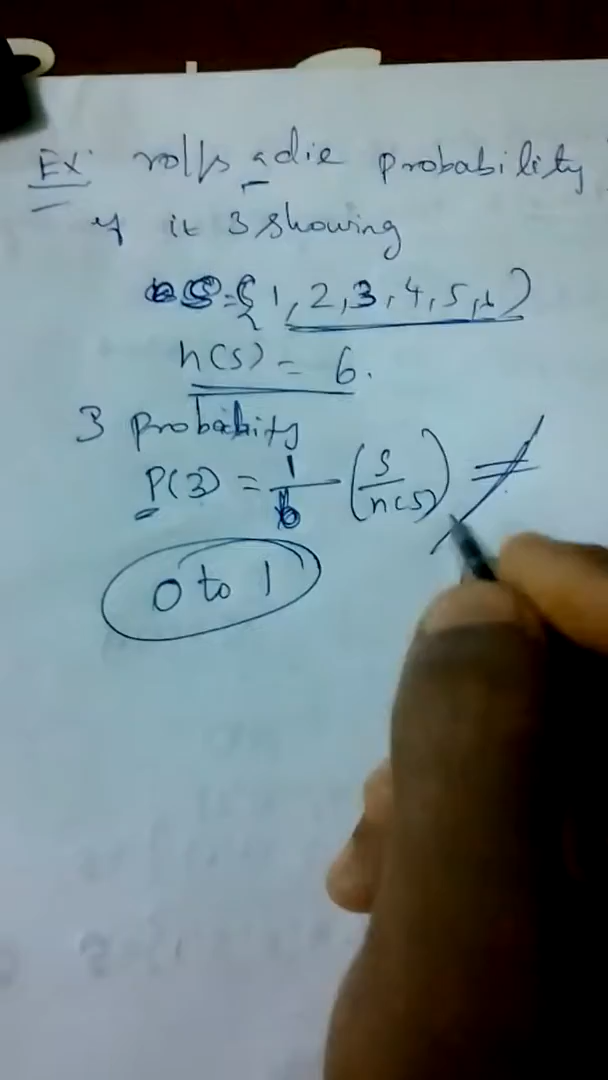 Ex: rolls a die probability
if it 3 showing
S = { 1, 2, 3, 4, 5, 6 }
n(S) = 6.
3 Probability
P(3) = 1/6 (S/n(S))
0 to 1